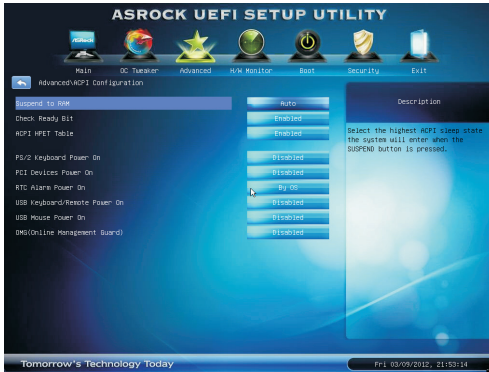 ASROCK UEFI SETUP UTILITY
ASRock
Main OC Tweaker Advanced H/W Monitor Boot Security Exit
Advanced\ACPI Configuration
Suspend to RAM Auto
Check Ready Bit Enabled
ACPI HPET Table Enabled
PS/2 Keyboard Power On Disabled
PCI Devices Power On Disabled
RTC Alarm Power On By OS
USB Keyboard/Remote Power On Disabled
USB Mouse Power On Disabled
OMG(Online Management Guard) Disabled
Description
Select the highest ACPI sleep state
the system will enter when the
SUSPEND button is pressed.
Tomorrow's Technology Today
Fri 03/09/2012, 21:53:14